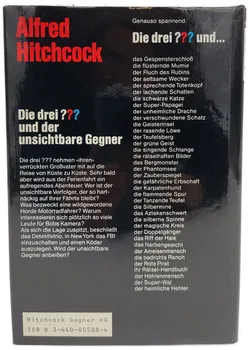 Alfred
Hitchcock
Die drei ???
und der
unsichtbare Gegner
Die drei ??? nehmen »ihren
verrückten Großvater mit auf
die Reise von Küste zu Küste. Sehr bald
aber wird aus der Ferienfahrt ein
aufregendes Abenteuer. Wer ist der
unsichtbare Verfolger, der so hart-
näckig auf ihrer Fährte bleibt?
Was bezweckt eine wildgewordene
Horde Motorradfahrer? Warum
interessieren sich plötzlich so viele
Leute für Bobs Kamera?
Als sich die Lage zuspitzt, beschließt
das Detektivtrio, in New York das FBI
einzuschalten und einen Köder
auszulegen. Wird der unsichtbare
Gegner anbeißen?
Hitchcock Gegner V4
ISBN 3-440-05588-4
Genauso spannend:
Die drei ??? und...
das Gespensterschloß
die flüsternde Mumie
der Fluch des Rubins
der seltsame Wecker
der sprechende Totenkopf
der lachende Schatten
die schwarze Katze
der Super-Papagei
der unheimliche Drache
der verschwundene Schatz
die Geisterinsel
der rasende Löwe
der Teufelsberg
der grüne Geist
die singende Schlange
die rätselhaften Bilder
das Bergmonster
der Phantomsee
der Zauberspiegel
die gefährliche Erbschaft
der Karpatenhund
die flammende Spur
der Tanzende Teufel
die Silbermine
das Aztekenschwert
die silberne Spinne
der magische Kreis
der Doppelgänger
das Riff der Haie
das Narbengesicht
der Ameisenmensch
die bedrohte Ranch
der Rote Pirat
ihr Rätsel-Handbuch
der Höhlenmensch
der Super-Wal
der heimliche Hehler